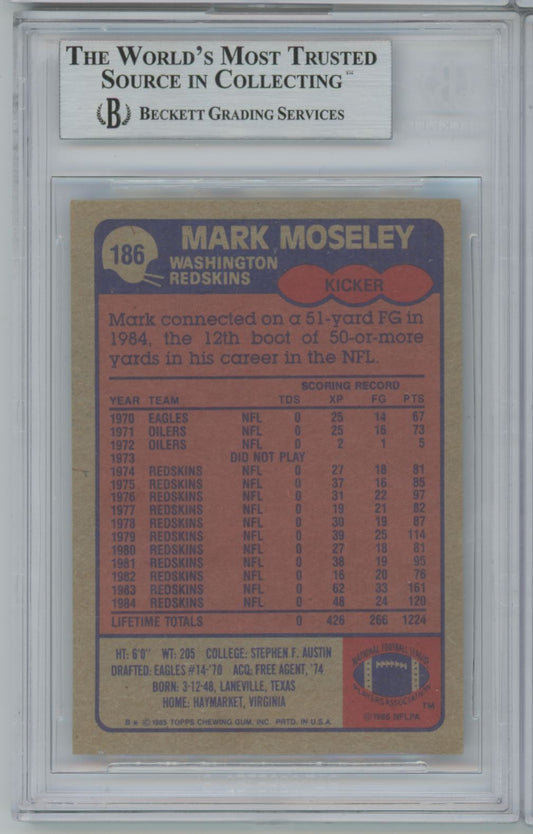 THE WORLD'S MOST TRUSTED
SOURCE IN COLLECTING™
B BECKETT GRADING SERVICES
186
MARK MOSELEY
WASHINGTON
REDSKINS
KICKER
Mark connected on a 51-yard FG in
1984, the 12th boot of 50-or-more
yards in his career in the NFL.
SCORING RECORD
YEAR TEAM TDS XP FG PTS
1970 EAGLES NFL 0 25 14 67
1971 OILERS NFL 0 25 16 73
1972 OILERS NFL 0 2 1 5
1973 DID NOT PLAY
1974 REDSKINS NFL 0 27 18 81
1975 REDSKINS NFL 0 37 16 85
1976 REDSKINS NFL 0 31 22 97
1977 REDSKINS NFL 0 19 21 82
1978 REDSKINS NFL 0 30 19 87
1979 REDSKINS NFL 0 39 25 114
1980 REDSKINS NFL 0 27 18 81
1981 REDSKINS NFL 0 38 19 95
1982 REDSKINS NFL 0 16 20 76
1983 REDSKINS NFL 0 62 33 161
1984 REDSKINS NFL 0 48 24 120
LIFETIME TOTALS 0 426 266 1224
HT: 6'0" WT: 205 COLLEGE: STEPHEN F. AUSTIN
DRAFTED: EAGLES #14-'70 ACQ: FREE AGENT, '74
BORN: 3-12-48, LANEVILLE, TEXAS
HOME: HAYMARKET, VIRGINIA
B* © 1985 TOPPS CHEWING GUM, INC. PRTD. IN U.S.A.
NATIONAL FOOTBALL LEAGUE
PLAYERS ASSOCIATION
TM
© 1985 NFLPA